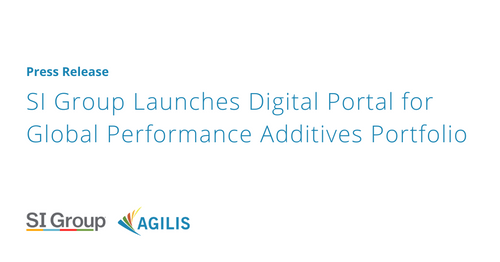 Press Release
SI Group Launches Digital Portal for
Global Performance Additives Portfolio
SI Group AGILIS